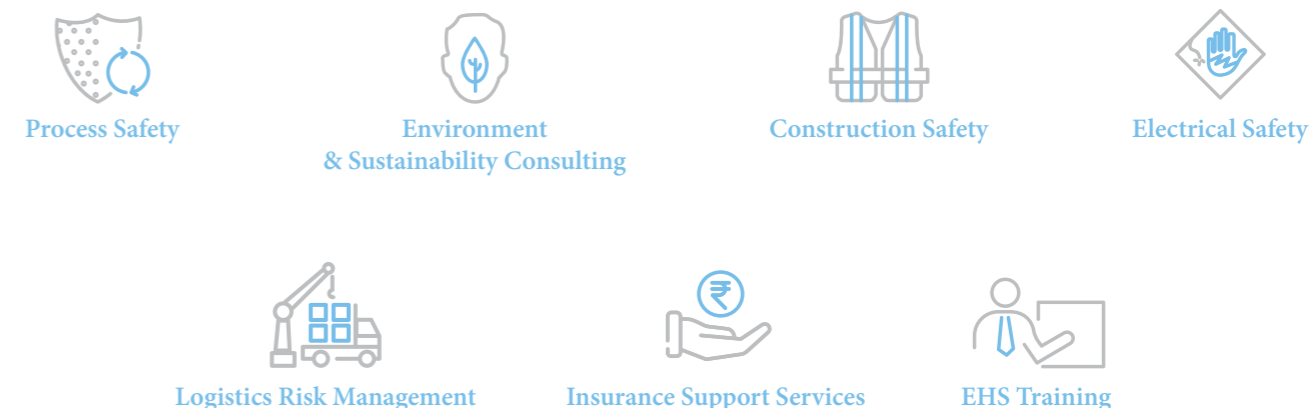 Process Safety
Environment
& Sustainability Consulting
Construction Safety
Electrical Safety
₹
Logistics Risk Management
Insurance Support Services
EHS Training